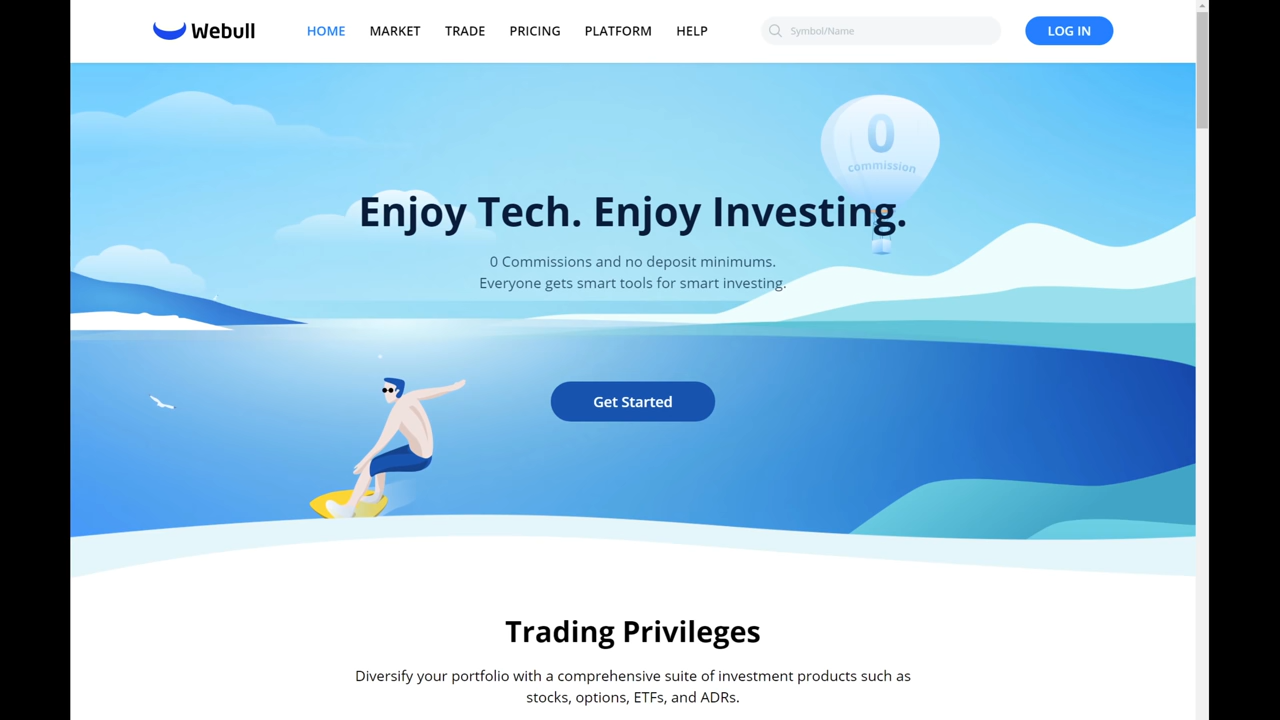 Webull
HOME MARKET TRADE PRICING PLATFORM HELP Symbol/Name LOG IN
0
commission
Enjoy Tech. Enjoy Investing.
0 Commissions and no deposit minimums.
Everyone gets smart tools for smart investing.
Get Started
Trading Privileges
Diversify your portfolio with a comprehensive suite of investment products such as
stocks, options, ETFs, and ADRs.